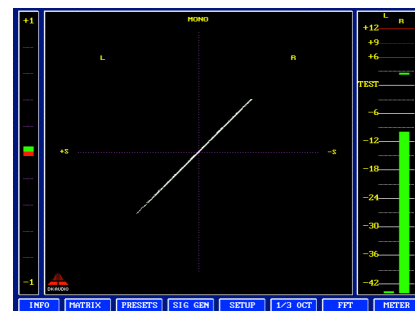 +1
MONO
L
R
+S
-S
-1
DK-AUDIO
L
R
+12
+9
+6
TEST
-6
-12
-18
-24
-30
-36
-42
INFO MATRIX PRESETS SIG GEN SETUP 1/3 OCT FFT METER